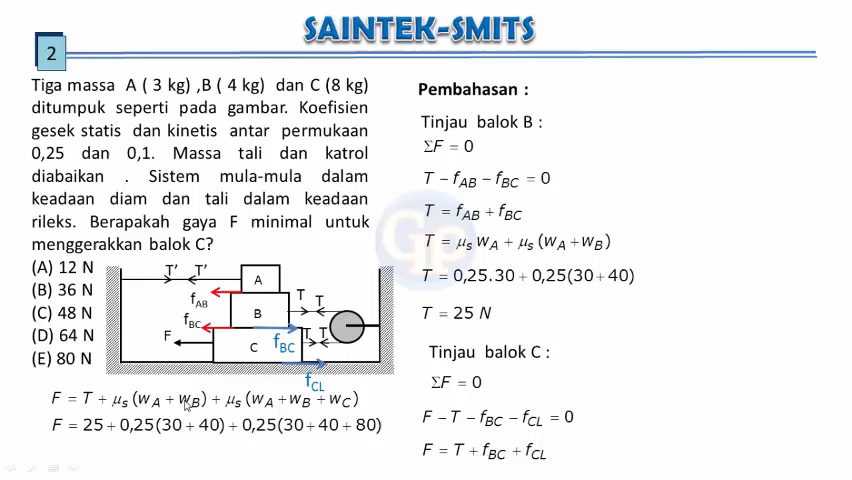 SAINTEK-SMITS
2
Tiga massa A ( 3 kg) ,B ( 4 kg) dan C (8 kg)
ditumpuk seperti pada gambar. Koefisien
gesek statis dan kinetis antar permukaan
0,25 dan 0,1. Massa tali dan katrol
diabaikan . Sistem mula-mula dalam
keadaan diam dan tali dalam keadaan
rileks. Berapakah gaya F minimal untuk
menggerakkan balok C?
(A) 12 N
(B) 36 N
(C) 48 N
(D) 64 N
(E) 80 N
T' T'
A
fAB
T T
B
fBC
F
fBC
T T
C
fCL
F = T + μs (wA + wB) + μs (wA + wB + wC)
F = 25 + 0,25(30 + 40) + 0,25(30 + 40 + 80)
Pembahasan :
Tinjau balok B :
ΣF = 0
T − fAB − fBC = 0
T = fAB + fBC
T = μs wA + μs (wA + wB)
T = 0,25.30 + 0,25(30 + 40)
T = 25 N
Tinjau balok C :
ΣF = 0
F − T − fBC − fCL = 0
F = T + fBC + fCL
Gp